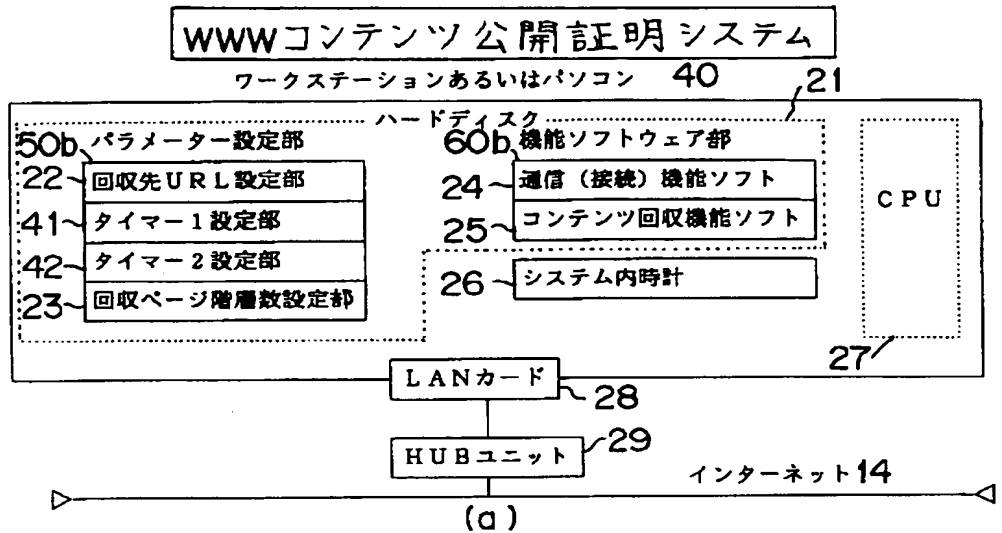 WWWコンテンツ公開証明システム
ワークステーションあるいはパソコン 40
21
ハードディスク
50b パラメーター設定部
22 回収先URL設定部
41 タイマー1設定部
42 タイマー2設定部
23 回収ページ階層数設定部
60b 機能ソフトウェア部
24 通信(接続)機能ソフト
25 コンテンツ回収機能ソフト
26 システム内時計
CPU
27
LANカード 28
HUBユニット 29
インターネット14
(a)